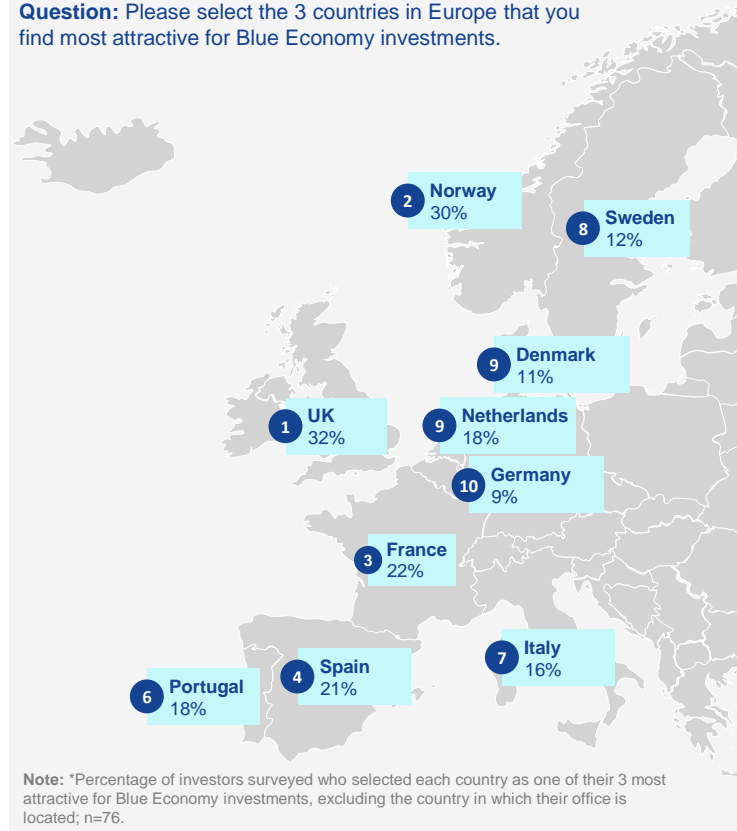 Question: Please select the 3 countries in Europe that you
find most attractive for Blue Economy investments.
2
Norway
30%
8
Sweden
12%
9
Denmark
11%
1
UK
32%
9
Netherlands
18%
10
Germany
9%
3
France
22%
7
Italy
16%
4
Spain
21%
6
Portugal
18%
Note: *Percentage of investors surveyed who selected each country as one of their 3 most
attractive for Blue Economy investments, excluding the country in which their office is
located; n=76.